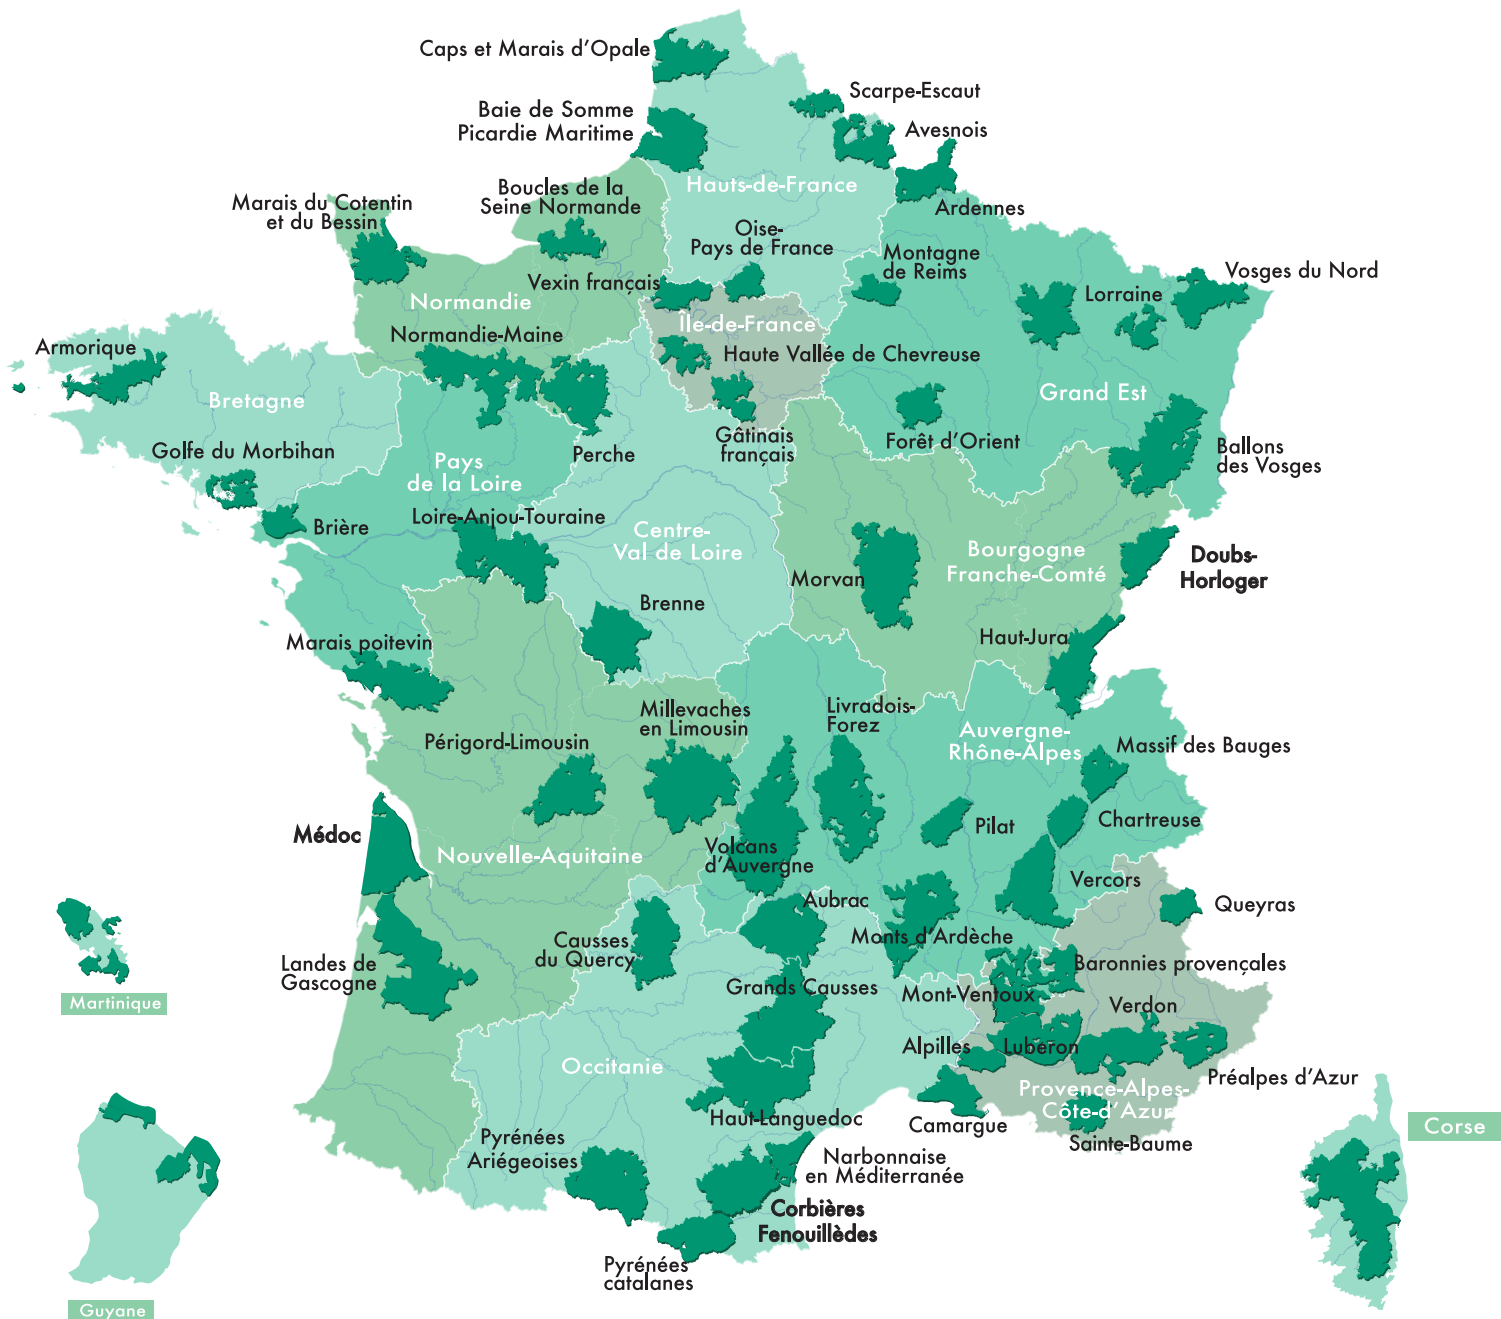 Caps et Marais d'Opale
Scarpe-Escaut
Baie de Somme
Picardie Maritime
Avesnois
Hauts-de-France
Boucles de la
Seine Normande
Marais du Cotentin
et du Bessin
Ardennes
Oise-
Pays de France
Montagne
de Reims
Vosges du Nord
Vexin français
Lorraine
Normandie
Île-de-France
Normandie-Maine
Armorique
Haute Vallée de Chevreuse
Bretagne
Grand Est
Gâtinais
français
Forêt d'Orient
Golfe du Morbihan
Perche
Ballons
des Vosges
Pays
de la Loire
Loire-Anjou-Touraine
Brière
Centre-
Val de Loire
Bourgogne
Franche-Comté
Doubs-
Horloger
Morvan
Brenne
Marais poitevin
Haut-Jura
Millevaches
en Limousin
Livradois-
Forez
Périgord-Limousin
Auvergne-
Rhône-Alpes
Massif des Bauges
Médoc
Pilat
Chartreuse
Nouvelle-Aquitaine
Volcans
d'Auvergne
Vercors
Aubrac
Queyras
Causses
du Quercy
Monts d'Ardèche
Landes de
Gascogne
Baronnies provençales
Grands Causses
Mont-Ventoux
Martinique
Verdon
Alpilles
Luberon
Occitanie
Préalpes d'Azur
Provence-Alpes-
Côte-d'Azur
Haut-Languedoc
Camargue
Corse
Sainte-Baume
Pyrénées
Ariégeoises
Narbonnaise
en Méditerranée
Corbières
Fenouillèdes
Pyrénées
catalanes
Guyane